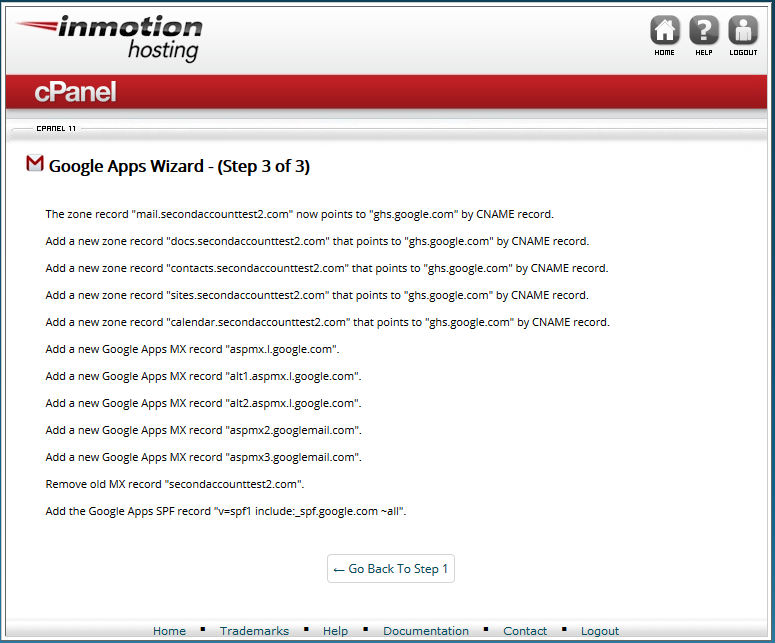 inmotion
hosting
HOME
HELP
LOGOUT
cPanel
CPANEL 11
Google Apps Wizard - (Step 3 of 3)
The zone record "mail.secondaccounttest2.com" now points to "ghs.google.com" by CNAME record.
Add a new zone record "docs.secondaccounttest2.com" that points to "ghs.google.com" by CNAME record.
Add a new zone record "contacts.secondaccounttest2.com" that points to "ghs.google.com" by CNAME record.
Add a new zone record "sites.secondaccounttest2.com" that points to "ghs.google.com" by CNAME record.
Add a new zone record "calendar.secondaccounttest2.com" that points to "ghs.google.com" by CNAME record.
Add a new Google Apps MX record "aspmx.l.google.com".
Add a new Google Apps MX record "alt1.aspmx.l.google.com".
Add a new Google Apps MX record "alt2.aspmx.l.google.com".
Add a new Google Apps MX record "aspmx2.googlemail.com".
Add a new Google Apps MX record "aspmx3.googlemail.com".
Remove old MX record "secondaccounttest2.com".
Add the Google Apps SPF record "v=spf1 include:_spf.google.com ~all".
← Go Back To Step 1
Home ▪ Trademarks ▪ Help ▪ Documentation ▪ Contact ▪ Logout